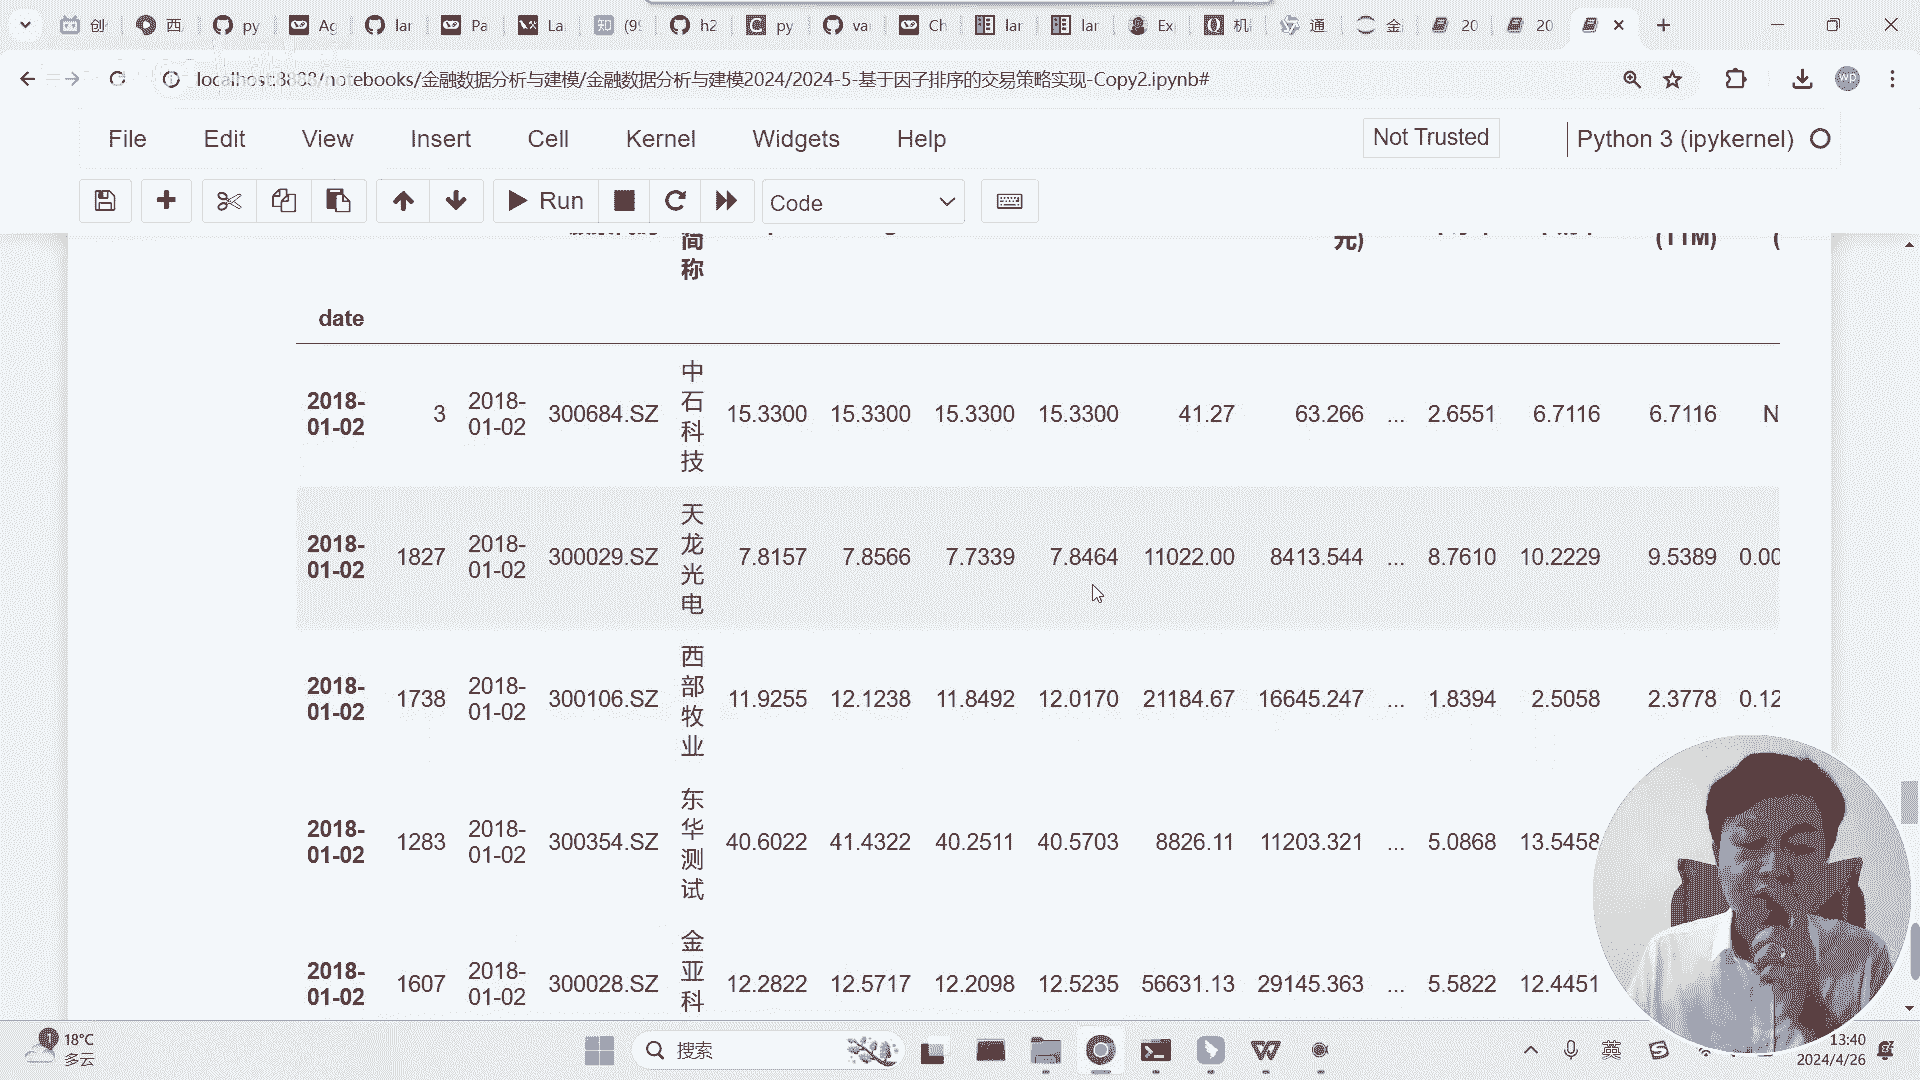 创
西
py
Ag
lar
Pa
La
知 (9
h2
py
va
Ch
lar
lar
Ex
机
通
金
20
20
localhost:8888/notebooks/金融数据分析与建模/金融数据分析与建模2024/2024-5-基于因子排序的交易策略实现-Copy2.ipynb#
wp
File Edit View Insert Cell Kernel Widgets Help
Not Trusted
Python 3 (ipykernel)
Run
Code
简称
元)
(TTM)
(
date
2018-01-02 3 2018-01-02 300684.SZ 中石科技 15.3300 15.3300 15.3300 15.3300 41.27 63.266 ... 2.6551 6.7116 6.7116 N
2018-01-02 1827 2018-01-02 300029.SZ 天龙光电 7.8157 7.8566 7.7339 7.8464 11022.00 8413.544 ... 8.7610 10.2229 9.5389 0.00
2018-01-02 1738 2018-01-02 300106.SZ 西部牧业 11.9255 12.1238 11.8492 12.0170 21184.67 16645.247 ... 1.8394 2.5058 2.3778 0.12
2018-01-02 1283 2018-01-02 300354.SZ 东华测试 40.6022 41.4322 40.2511 40.5703 8826.11 11203.321 ... 5.0868 13.5458
2018-01-02 1607 2018-01-02 300028.SZ 金亚科 12.2822 12.5717 12.2098 12.5235 56631.13 29145.363 ... 5.5822 12.4451
1
18°C
多云
搜索
英
13:40
2024/4/26